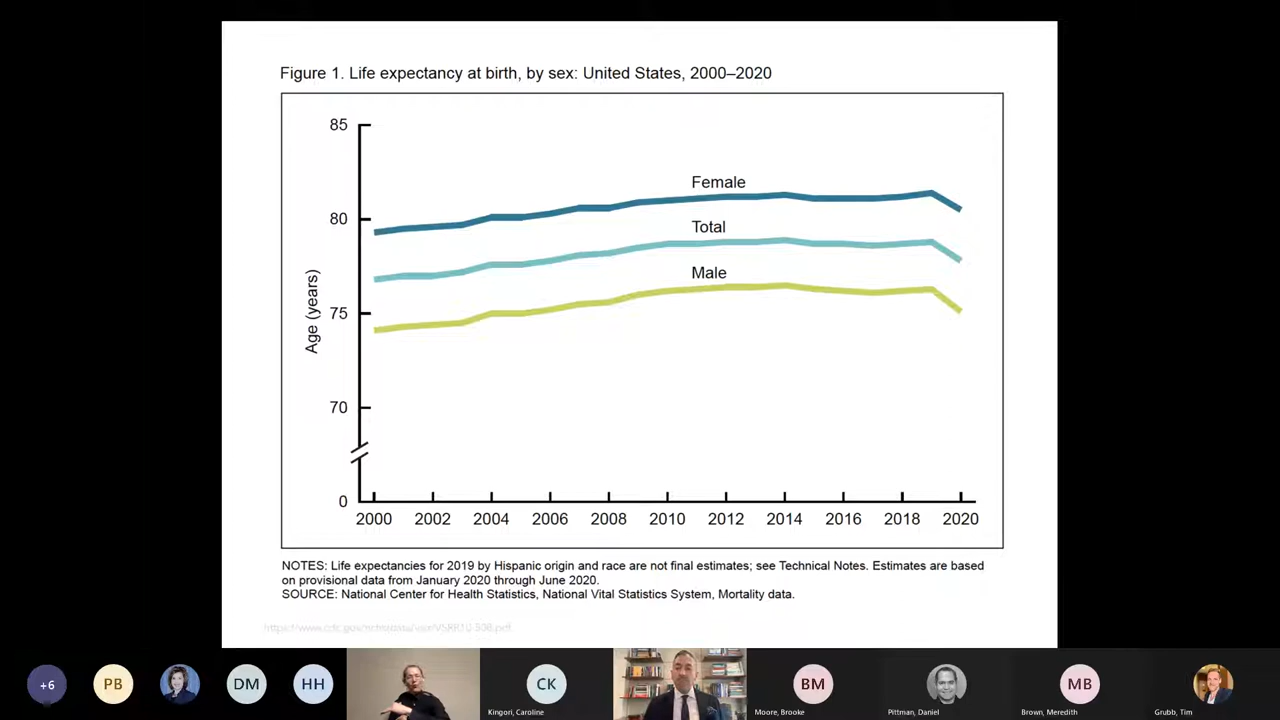 Figure 1. Life expectancy at birth, by sex: United States, 2000–2020
85
Female
80
Total
Male
75
Age (years)
70
0
2000 2002 2004 2006 2008 2010 2012 2014 2016 2018 2020
NOTES: Life expectancies for 2019 by Hispanic origin and race are not final estimates; see Technical Notes. Estimates are based
on provisional data from January 2020 through June 2020.
SOURCE: National Center for Health Statistics, National Vital Statistics System, Mortality data.
+6 PB DM HH CK BM MB
Kingori, Caroline Moore, Brooke Pittman, Daniel Brown, Meredith Grubb, Tim